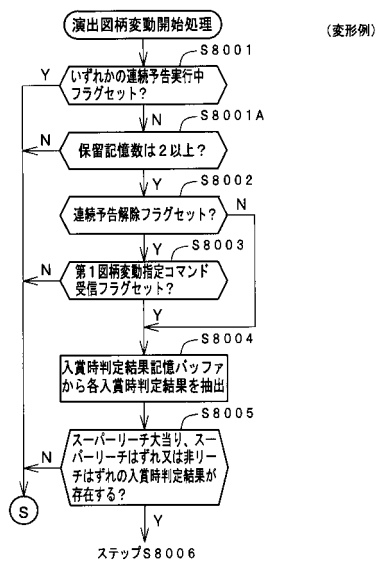 演出図柄変動開始処理
(変形例)
S8001
Y
いずれかの連続予告実行中
フラグセット?
N
S8001A
N
保留記憶数は2以上?
Y
S8002
連続予告解除フラグセット?
N
Y
S8003
N
第1図柄変動指定コマンド
受信フラグセット?
Y
S8004
入賞時判定結果記憶バッファ
から各入賞時判定結果を抽出
S8005
N
スーパーリーチ大当り、スー
パーリーチはずれ又は非リー
チはずれの入賞時判定結果が
存在する?
S
Y
ステップS8006